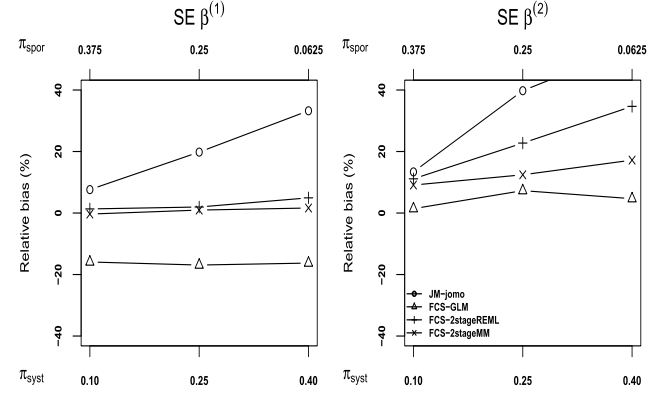 SE β(1)
SE β(2)
πspor 0.375 0.25 0.0625
πspor 0.375 0.25 0.0625
Relative bias (%)
40
20
0
−20
−40
Relative bias (%)
40
20
0
−20
−40
JM−jomo
FCS−GLM
FCS−2stageREML
FCS−2stageMM
πsyst 0.10 0.25 0.40
πsyst 0.10 0.25 0.40